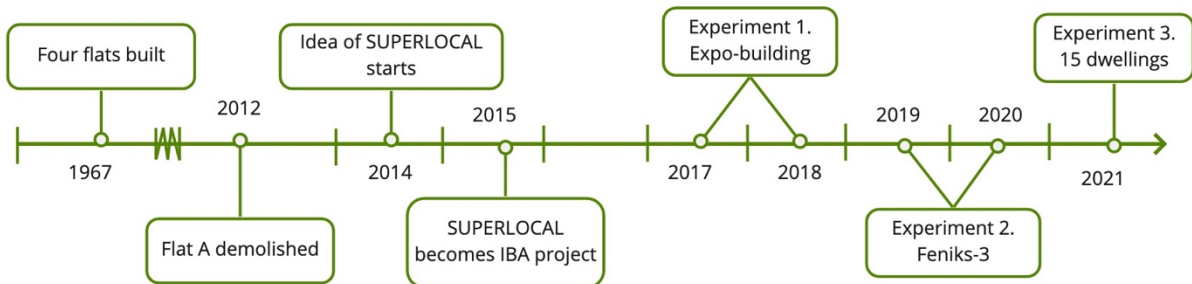 Four flats built
Idea of SUPERLOCAL
starts
Experiment 1.
Expo-building
Experiment 3.
15 dwellings
2012
2015
2019
2020
1967
2014
2017
2018
2021
Flat A demolished
SUPERLOCAL
becomes IBA project
Experiment 2.
Feniks-3